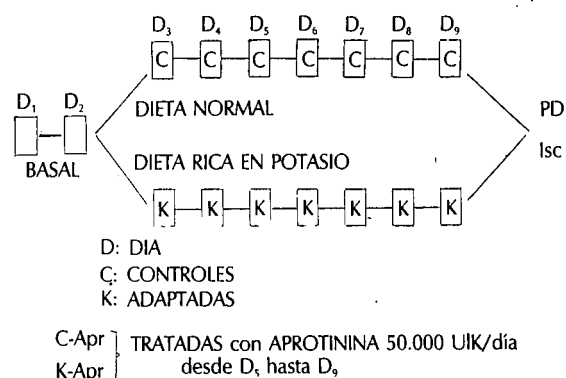 D₃ D₄ D₅ D₆ D₇ D₈ D₉
C C C C C C C
D₁ D₂
DIETA NORMAL
PD
DIETA RICA EN POTASIO
Isc
BASAL
K K K K K K K
D: DIA
C: CONTROLES
K: ADAPTADAS
C-Apr
K-Apr
TRATADAS con APROTININA 50.000 UIK/día
desde D₅ hasta D₉